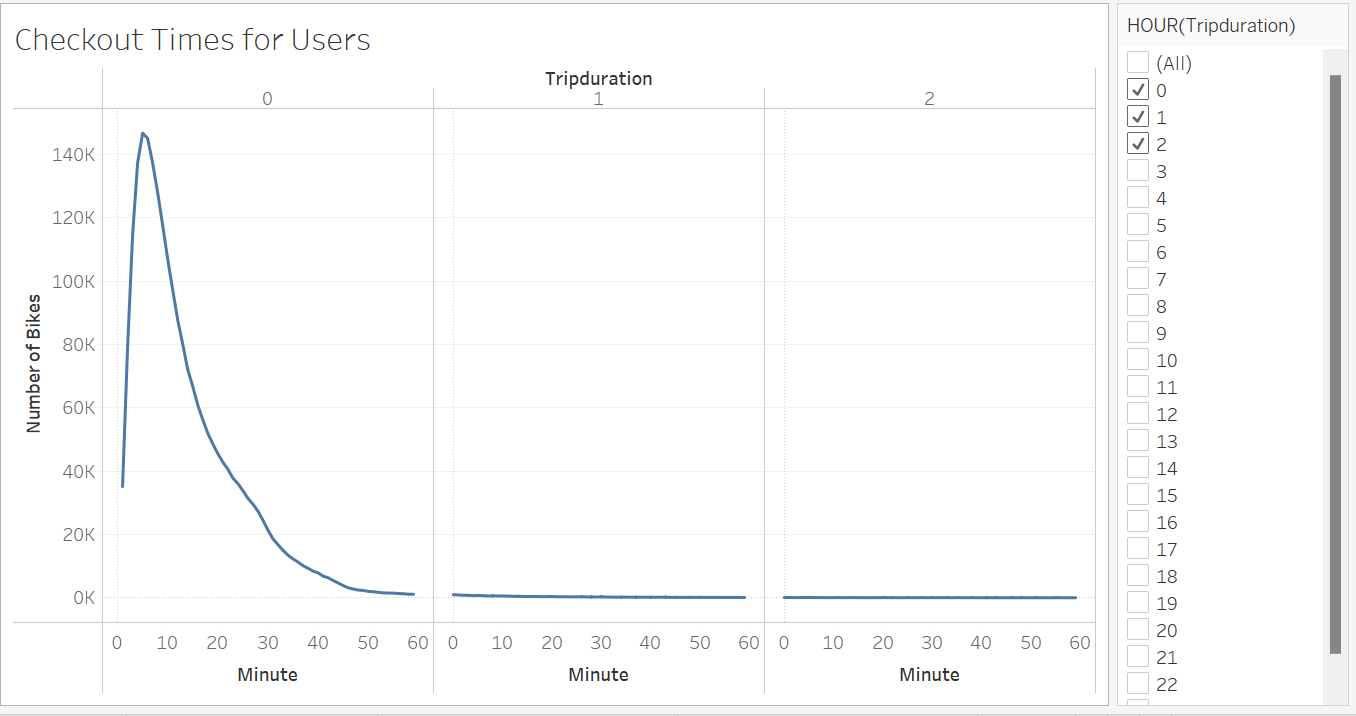 Checkout Times for Users
Tripduration
0 1 2
Number of Bikes
140K
120K
100K
80K
60K
40K
20K
0K
0 10 20 30 40 50 60 0 10 20 30 40 50 60 0 10 20 30 40 50 60
Minute Minute Minute
HOUR(Tripduration)
(All)
0
1
2
3
4
5
6
7
8
9
10
11
12
13
14
15
16
17
18
19
20
21
22